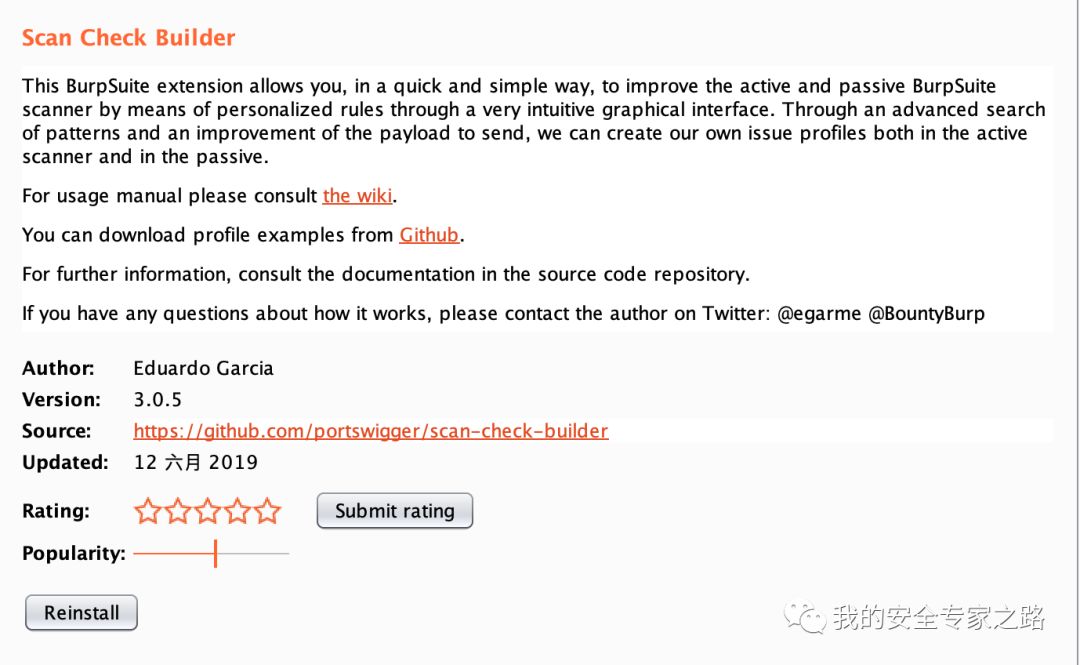 Scan Check Builder
This BurpSuite extension allows you, in a quick and simple way, to improve the active and passive BurpSuite
scanner by means of personalized rules through a very intuitive graphical interface. Through an advanced search
of patterns and an improvement of the payload to send, we can create our own issue profiles both in the active
scanner and in the passive.
For usage manual please consult the wiki.
You can download profile examples from Github.
For further information, consult the documentation in the source code repository.
If you have any questions about how it works, please contact the author on Twitter: @egarme @BountyBurp
Author: Eduardo Garcia
Version: 3.0.5
Source: https://github.com/portswigger/scan-check-builder
Updated: 12 六月 2019
Rating: Submit rating
Popularity:
Reinstall
我的安全专家之路